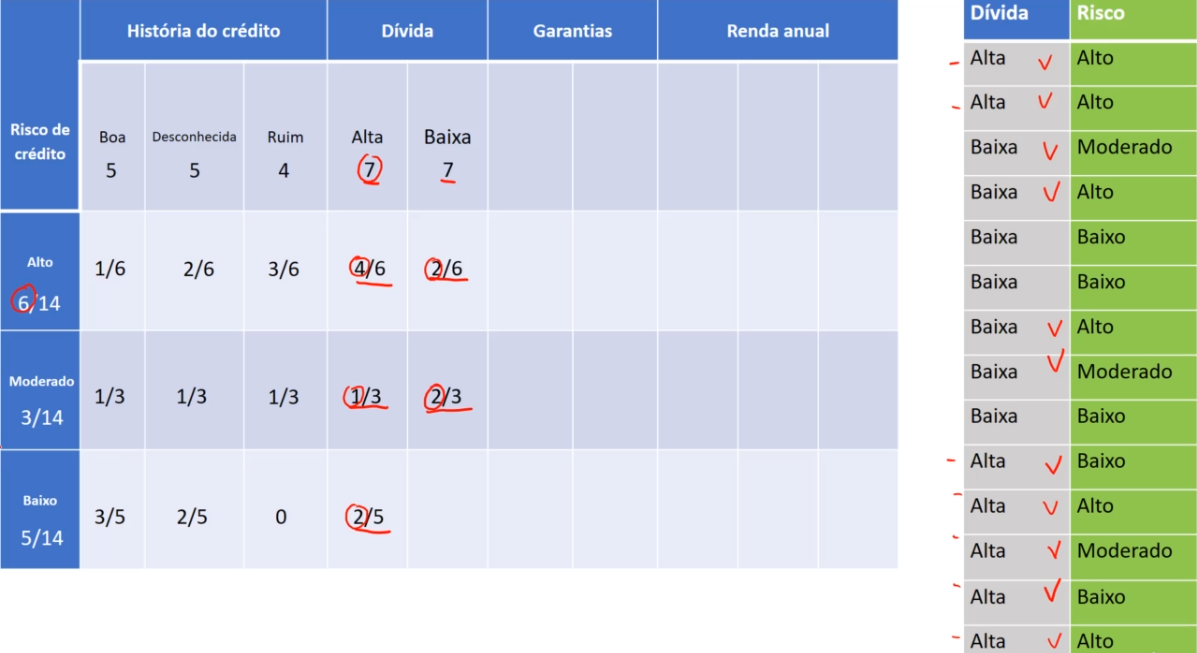 História do crédito Dívida Garantias Renda anual
Risco de crédito
Boa Desconhecida Ruim Alta Baixa
5 5 4 7 7
Alto
6/14
1/6 2/6 3/6 4/6 2/6
Moderado
3/14
1/3 1/3 1/3 1/3 2/3
Baixo
5/14
3/5 2/5 0 2/5
Dívida Risco
Alta Alto
Alta Alto
Baixa Moderado
Baixa Alto
Baixa Baixo
Baixa Baixo
Baixa Alto
Baixa Moderado
Baixa Baixo
Alta Baixo
Alta Alto
Alta Moderado
Alta Baixo
Alta Alto